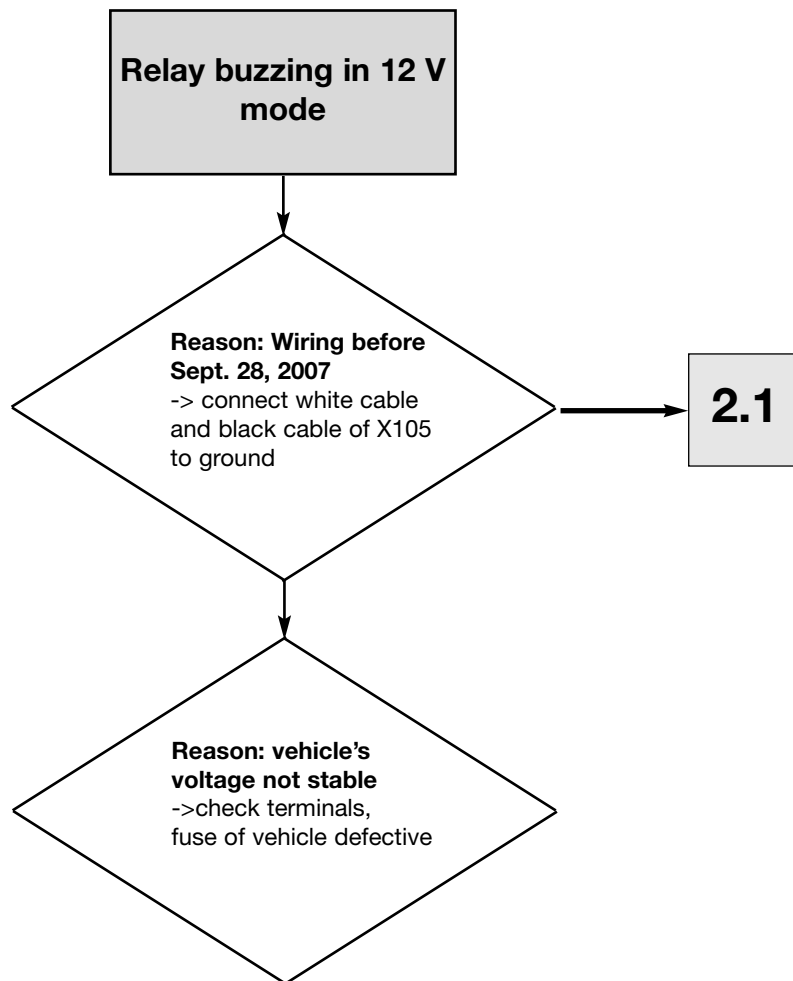 Relay buzzing in 12 V
mode
Reason: Wiring before
Sept. 28, 2007
-> connect white cable
and black cable of X105
to ground
2.1
Reason: vehicle’s
voltage not stable
->check terminals,
fuse of vehicle defective